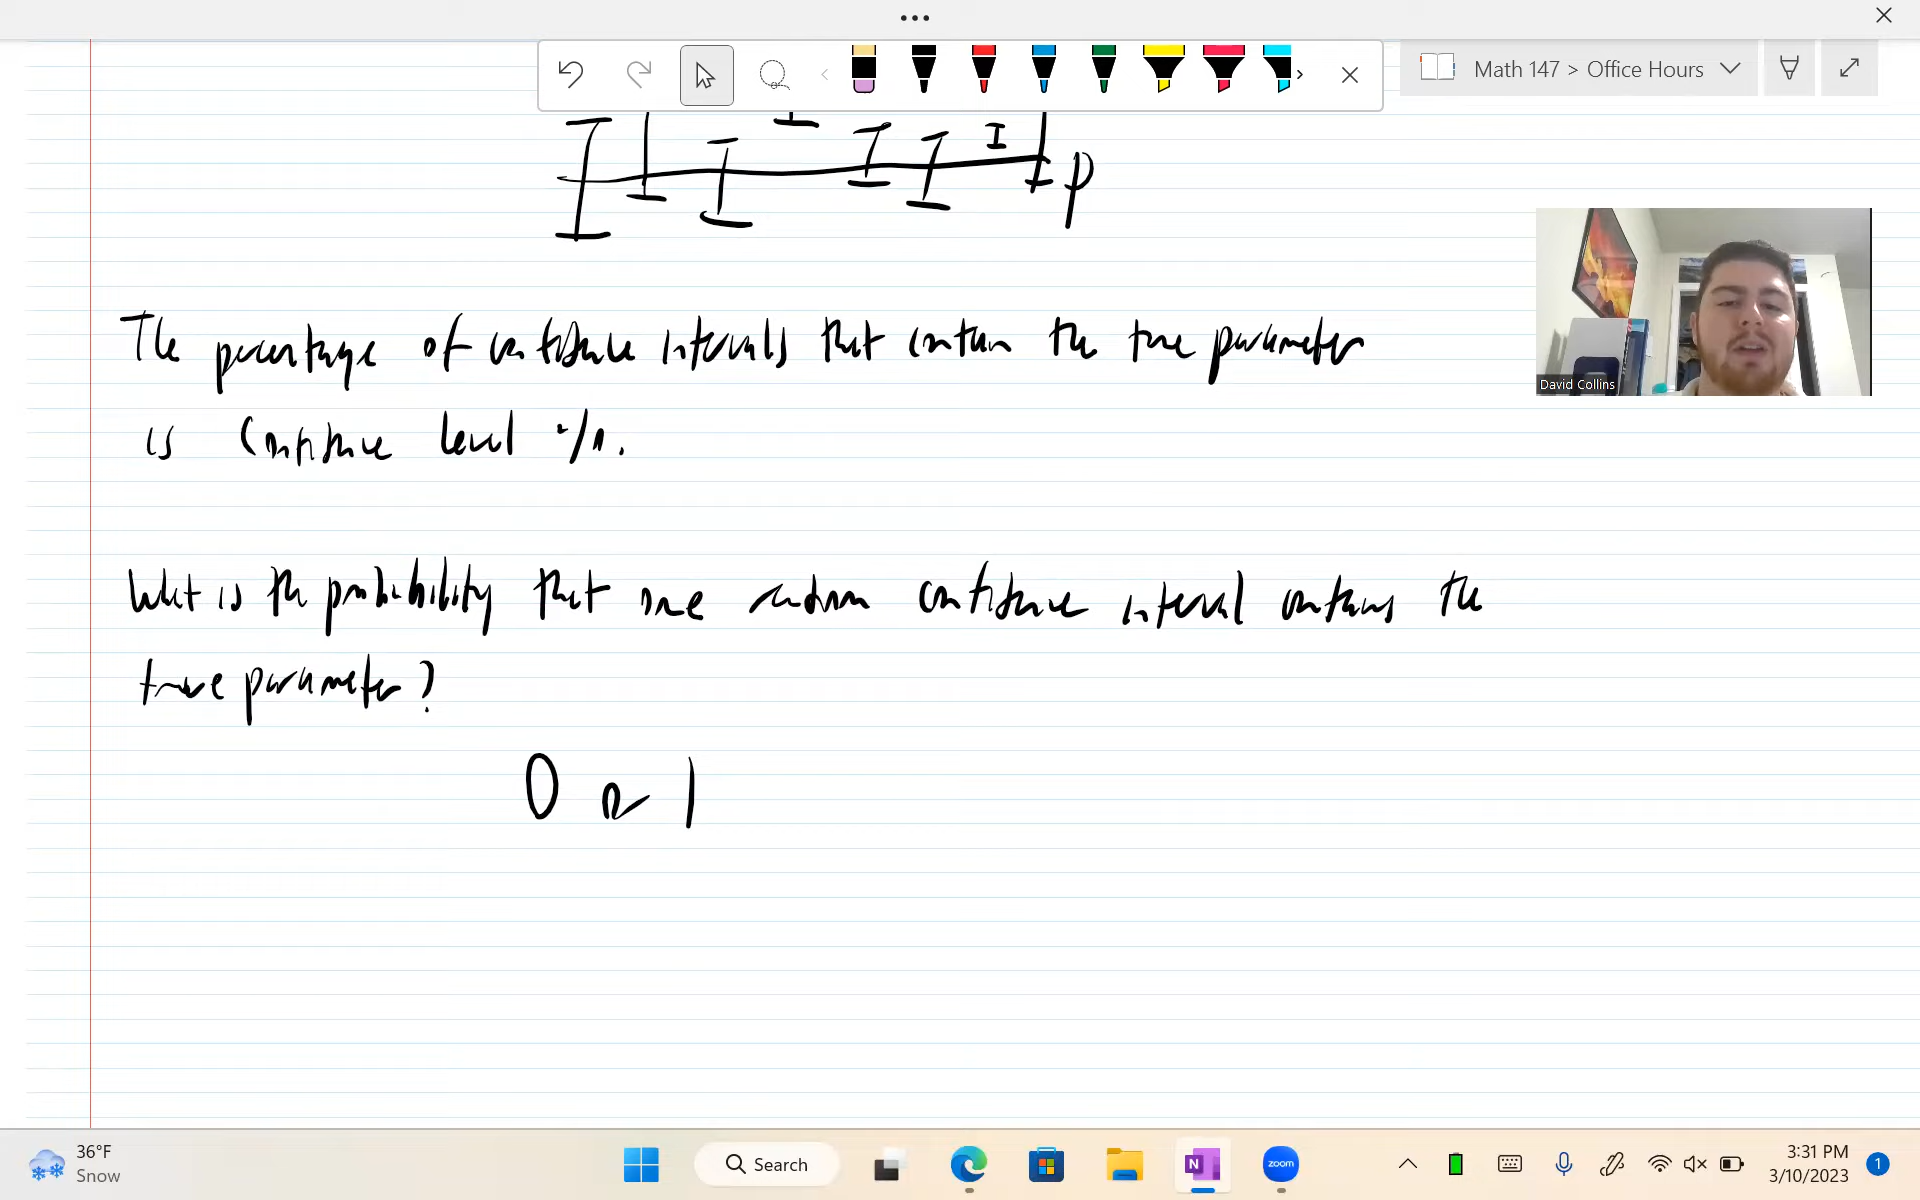 Math 147 > Office Hours
p
David Collins
The percentage of confidence intervals that contain the true parameter
is confidence level %.
What is the probability that one random confidence interval contains the
true parameter?
0 or 1
36°F
Snow
Search
zoom
3:31 PM
3/10/2023
1